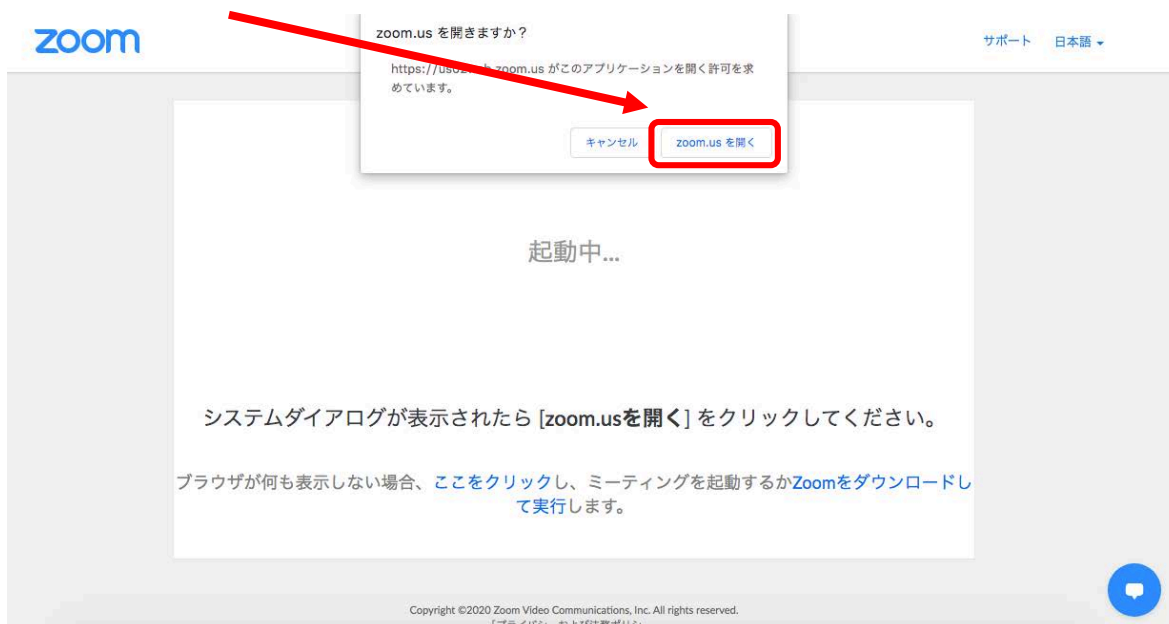 zoom
zoom.us を開きますか？
サポート 日本語
https://us02 zoom.us がこのアプリケーションを開く許可を求
めています。
キャンセル zoom.us を開く
起動中...
システムダイアログが表示されたら [zoom.usを開く] をクリックしてください。
ブラウザが何も表示しない場合、ここをクリックし、ミーティングを起動するかZoomをダウンロードし
て実行します。
Copyright ©2020 Zoom Video Communications, Inc. All rights reserved.